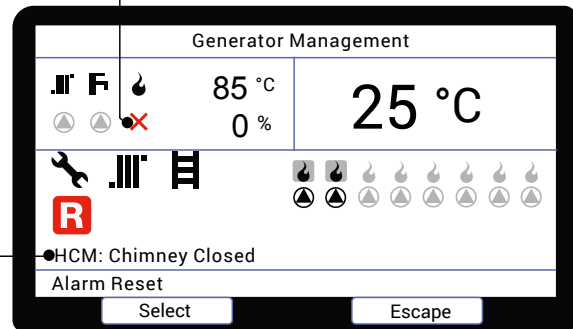 Generator Management
85 °C
0 %
25 °C
R
HCM: Chimney Closed
Alarm Reset
Select Escape